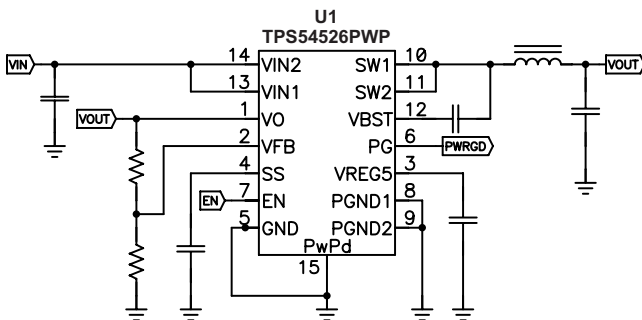 U1
TPS54526PWP
VIN
14 VIN2 SW1 10
VOUT
13 VIN1 SW2 11
VOUT
1 VO VBST 12
2 VFB PG 6 PWRGD
4 SS VREG5 3
EN 7 EN PGND1 8
5 GND PGND2 9
PwPd
15